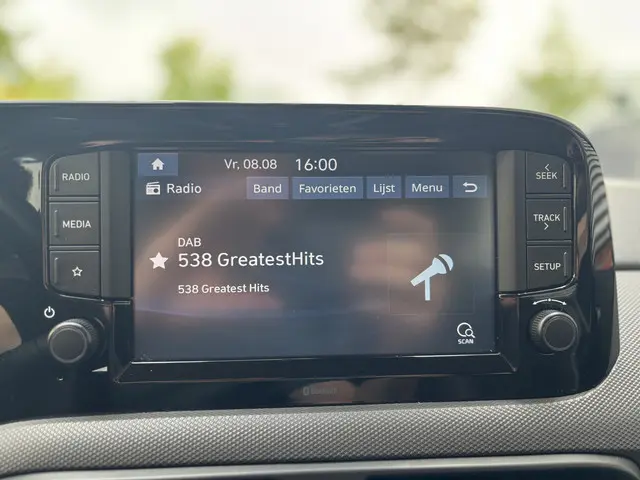 Vr, 08.08 16:00
RADIO
Radio
Band Favorieten Lijst Menu
SEEK
MEDIA
TRACK
DAB
538 GreatestHits
538 Greatest Hits
SETUP
SCAN